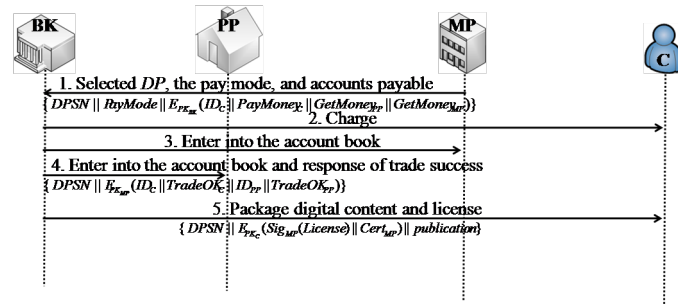 BK PP MP C
1. Selected DP, the pay mode, and accounts payable
{ DPSN || PayMode || E_PK_BK (ID_C || PayMoney_C || GetMoney_PP || GetMoney_MP)}
2. Charge
3. Enter into the account book
4. Enter into the account book and response of trade success
{ DPSN || E_PK_MP (ID_C || TradeOK_C || ID_PP || TradeOK_PP)}
5. Package digital content and license
{ DPSN || E_PK_C (Sig_MP (License) || Cert_MP) || publication}